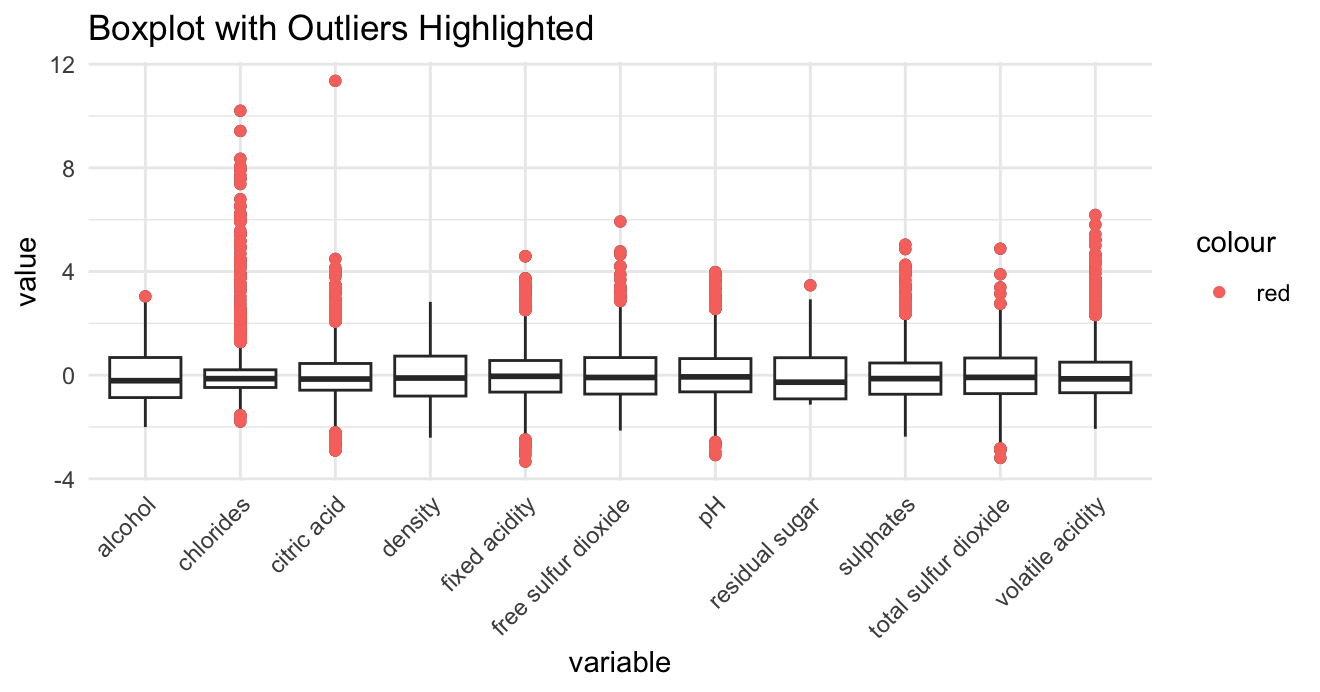 Boxplot with Outliers Highlighted
12
8
4
0
-4
value
alcohol
chlorides
citric acid
density
fixed acidity
free sulfur dioxide
pH
residual sugar
sulphates
total sulfur dioxide
volatile acidity
variable
colour
red